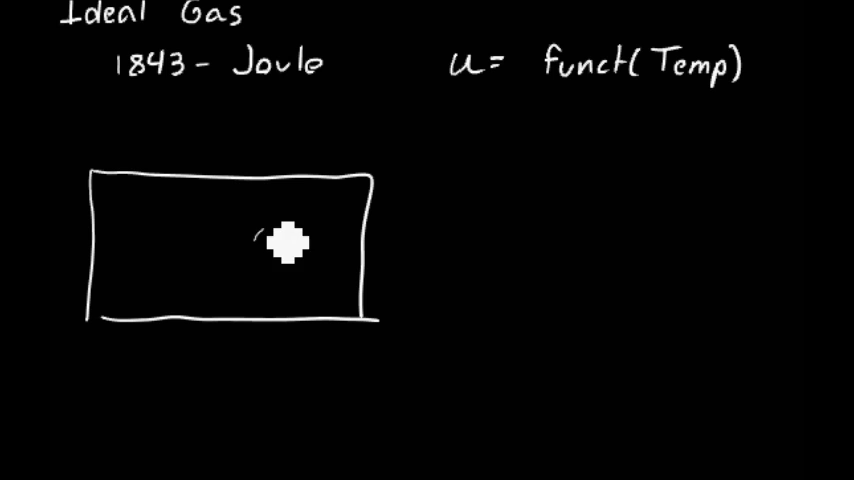 Ideal Gas
1843 - Joule u = funct(Temp)